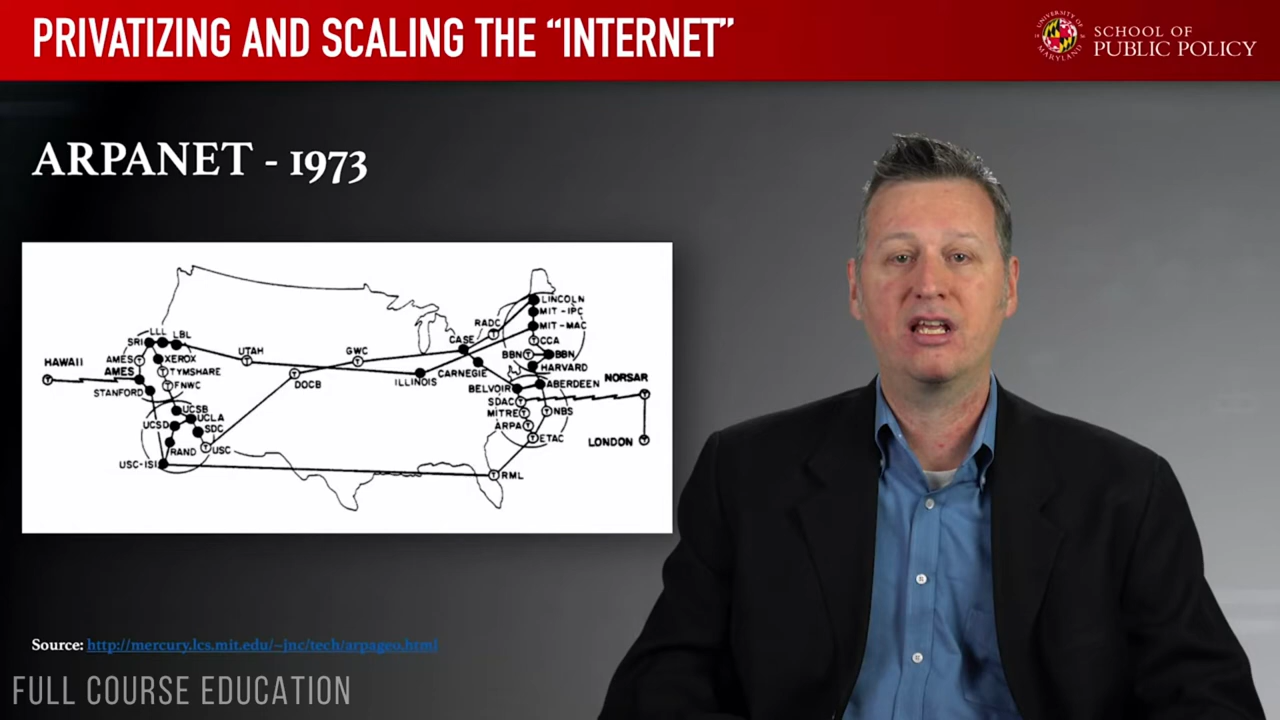 PRIVATIZING AND SCALING THE “INTERNET”
UNIVERSITY OF
MARYLAND
SCHOOL OF
PUBLIC POLICY
ARPANET - 1973
LINCOLN
MIT-IPC
RADC
MIT-MAC
LLL
LBL
SRI
CASE
CCA
UTAH
GWC
BBN
BBN
AMES
XEROX
HAWAII
HARVARD
AMES
TYMSHARE
CARNEGIE
DOCB
ILLINOIS
NORSAR
FNWC
BELVOIR
ABERDEEN
STANFORD
SDAC
UCSB
MITRE
NBS
UCLA
UCSD
SDC
ARPA
ETAC
LONDON
RAND
USC
USC-ISI
RML
Source: http://mercury.lcs.mit.edu/~jnc/tech/arpageo.html
FULL COURSE EDUCATION